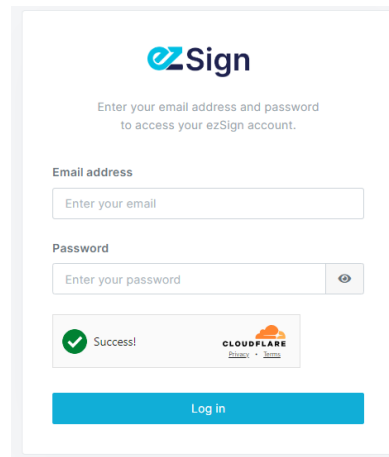 ezSign
Enter your email address and password
to access your ezSign account.
Email address
Enter your email
Password
Enter your password
Success!
CLOUDFLARE
Privacy • Terms
Log in